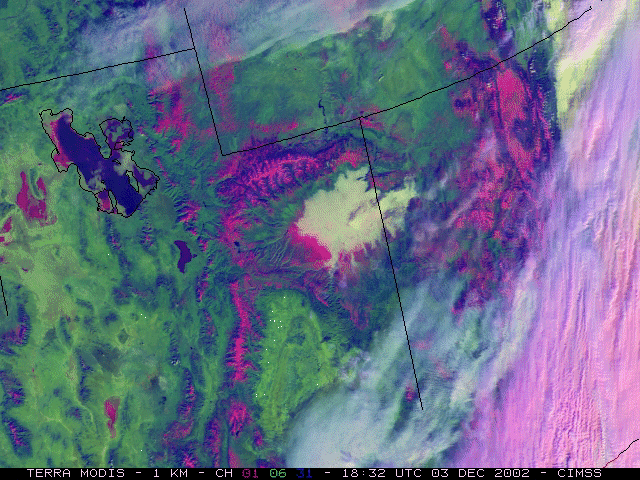 TERRA MODIS - 1 KM - CH 01 06 31 - 18:32 UTC 03 DEC 2002 - CIMSS